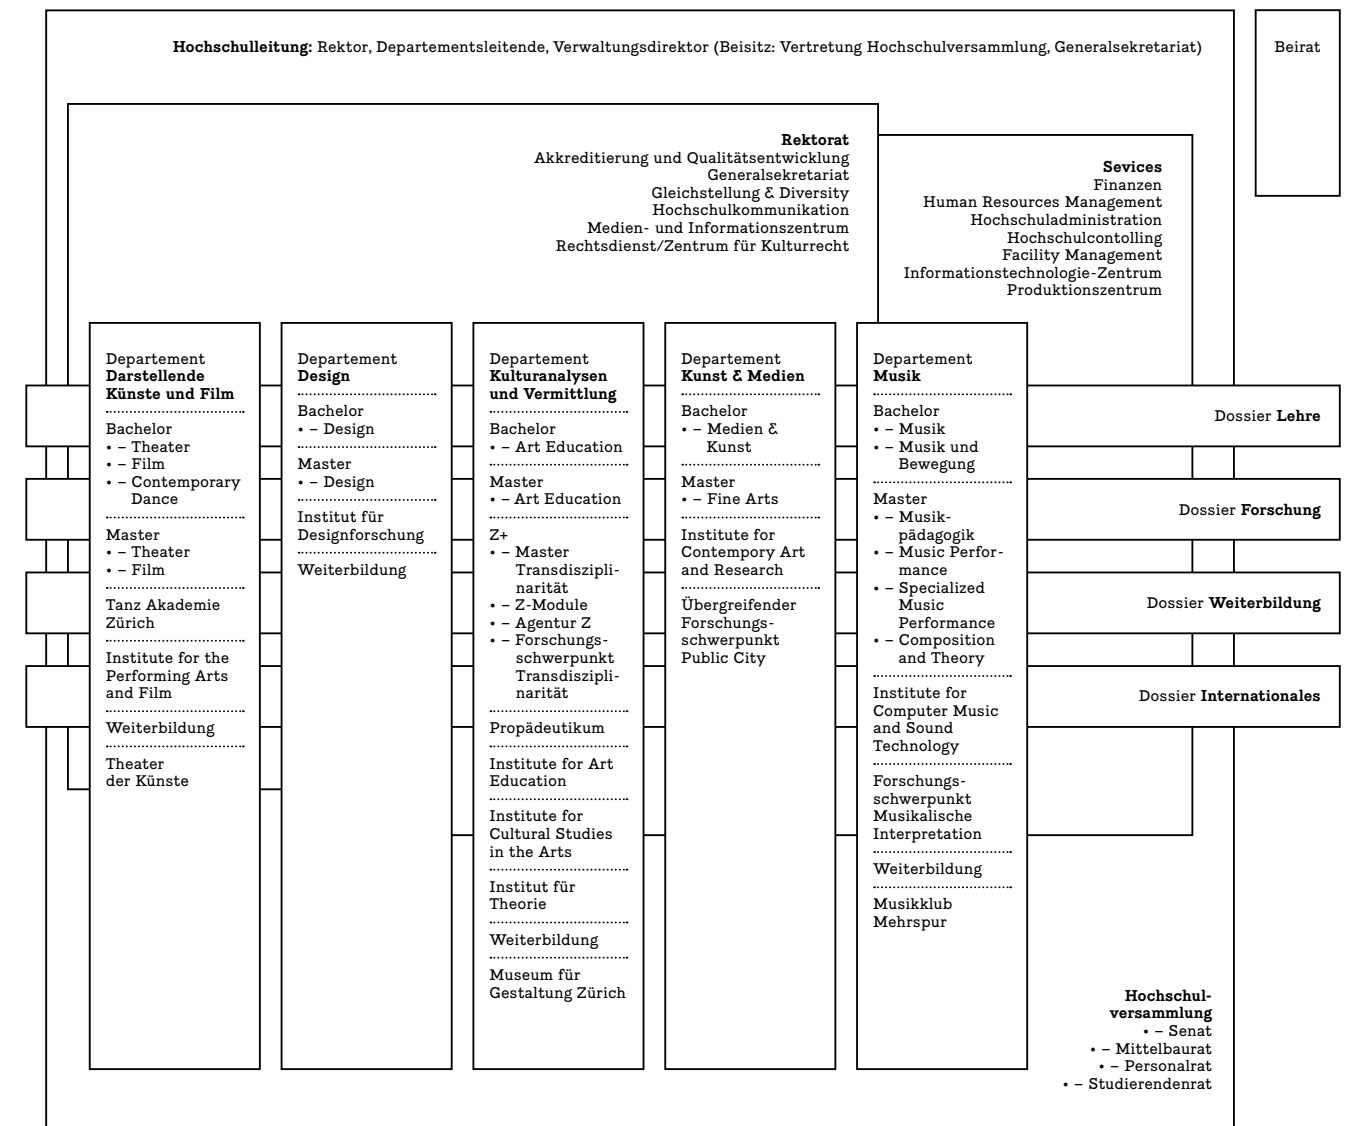 Hochschulleitung: Rektor, Departementsleitende, Verwaltungsdirektor (Beisitz: Vertretung Hochschulversammlung, Generalsekretariat)
Beirat
Rektorat
Akkreditierung und Qualitätsentwicklung
Generalsekretariat
Gleichstellung & Diversity
Hochschulkommunikation
Medien- und Informationszentrum
Rechtsdienst/Zentrum für Kulturrecht
Sevices
Finanzen
Human Resources Management
Hochschuladministration
Hochschulcontolling
Facility Management
Informationstechnologie-Zentrum
Produktionszentrum
Departement
Darstellende
Künste und Film
Bachelor
• – Theater
• – Film
• – Contemporary
Dance
Master
• – Theater
• – Film
Tanz Akademie
Zürich
Institute for the
Performing Arts
and Film
Weiterbildung
Theater
der Künste
Departement
Design
Bachelor
• – Design
Master
• – Design
Institut für
Designforschung
Weiterbildung
Departement
Kulturanalysen
und Vermittlung
Bachelor
• – Art Education
Master
• – Art Education
Z+
• – Master
Transdiszipli-
narität
• – Z-Module
• – Agentur Z
• – Forschungs-
schwerpunkt
Transdiszipli-
narität
Propädeutikum
Institute for Art
Education
Institute for
Cultural Studies
in the Arts
Institut für
Theorie
Weiterbildung
Museum für
Gestaltung Zürich
Departement
Kunst & Medien
Bachelor
• – Medien &
Kunst
Master
• – Fine Arts
Institute for
Contempory Art
and Research
Übergreifender
Forschungs-
schwerpunkt
Public City
Departement
Musik
Bachelor
• – Musik
• – Musik und
Bewegung
Master
• – Musik-
pädagogik
• – Music Perfor-
mance
• – Specialized
Music
Performance
• – Composition
and Theory
Institute for
Computer Music
and Sound
Technology
Forschungs-
schwerpunkt
Musikalische
Interpretation
Weiterbildung
Musikklub
Mehrspur
Dossier Lehre
Dossier Forschung
Dossier Weiterbildung
Dossier Internationales
Hochschul-
versammlung
• – Senat
• – Mittelbaurat
• – Personalrat
• – Studierendenrat